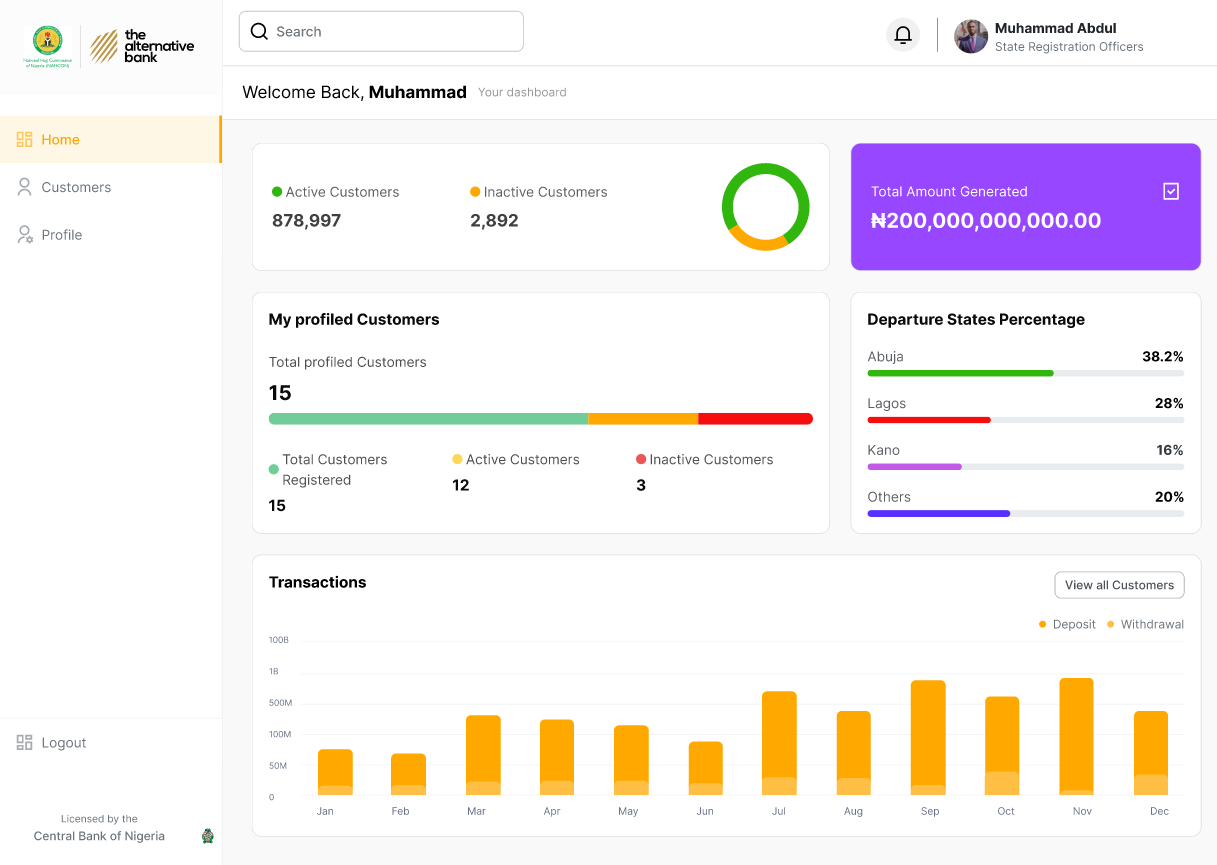 National Hajj Commission
of Nigeria (NAHCON)
the
alternative
bank
Search
Muhammad Abdul
State Registration Officers
Welcome Back, Muhammad Your dashboard
Home
Customers
Profile
Logout
Licensed by the
Central Bank of Nigeria
Active Customers
878,997
Inactive Customers
2,892
Total Amount Generated
₦200,000,000,000.00
My profiled Customers
Total profiled Customers
15
Total Customers
Registered
15
Active Customers
12
Inactive Customers
3
Departure States Percentage
Abuja 38.2%
Lagos 28%
Kano 16%
Others 20%
Transactions
View all Customers
Deposit Withdrawal
100B
1B
500M
100M
50M
0
Jan Feb Mar Apr May Jun Jul Aug Sep Oct Nov Dec